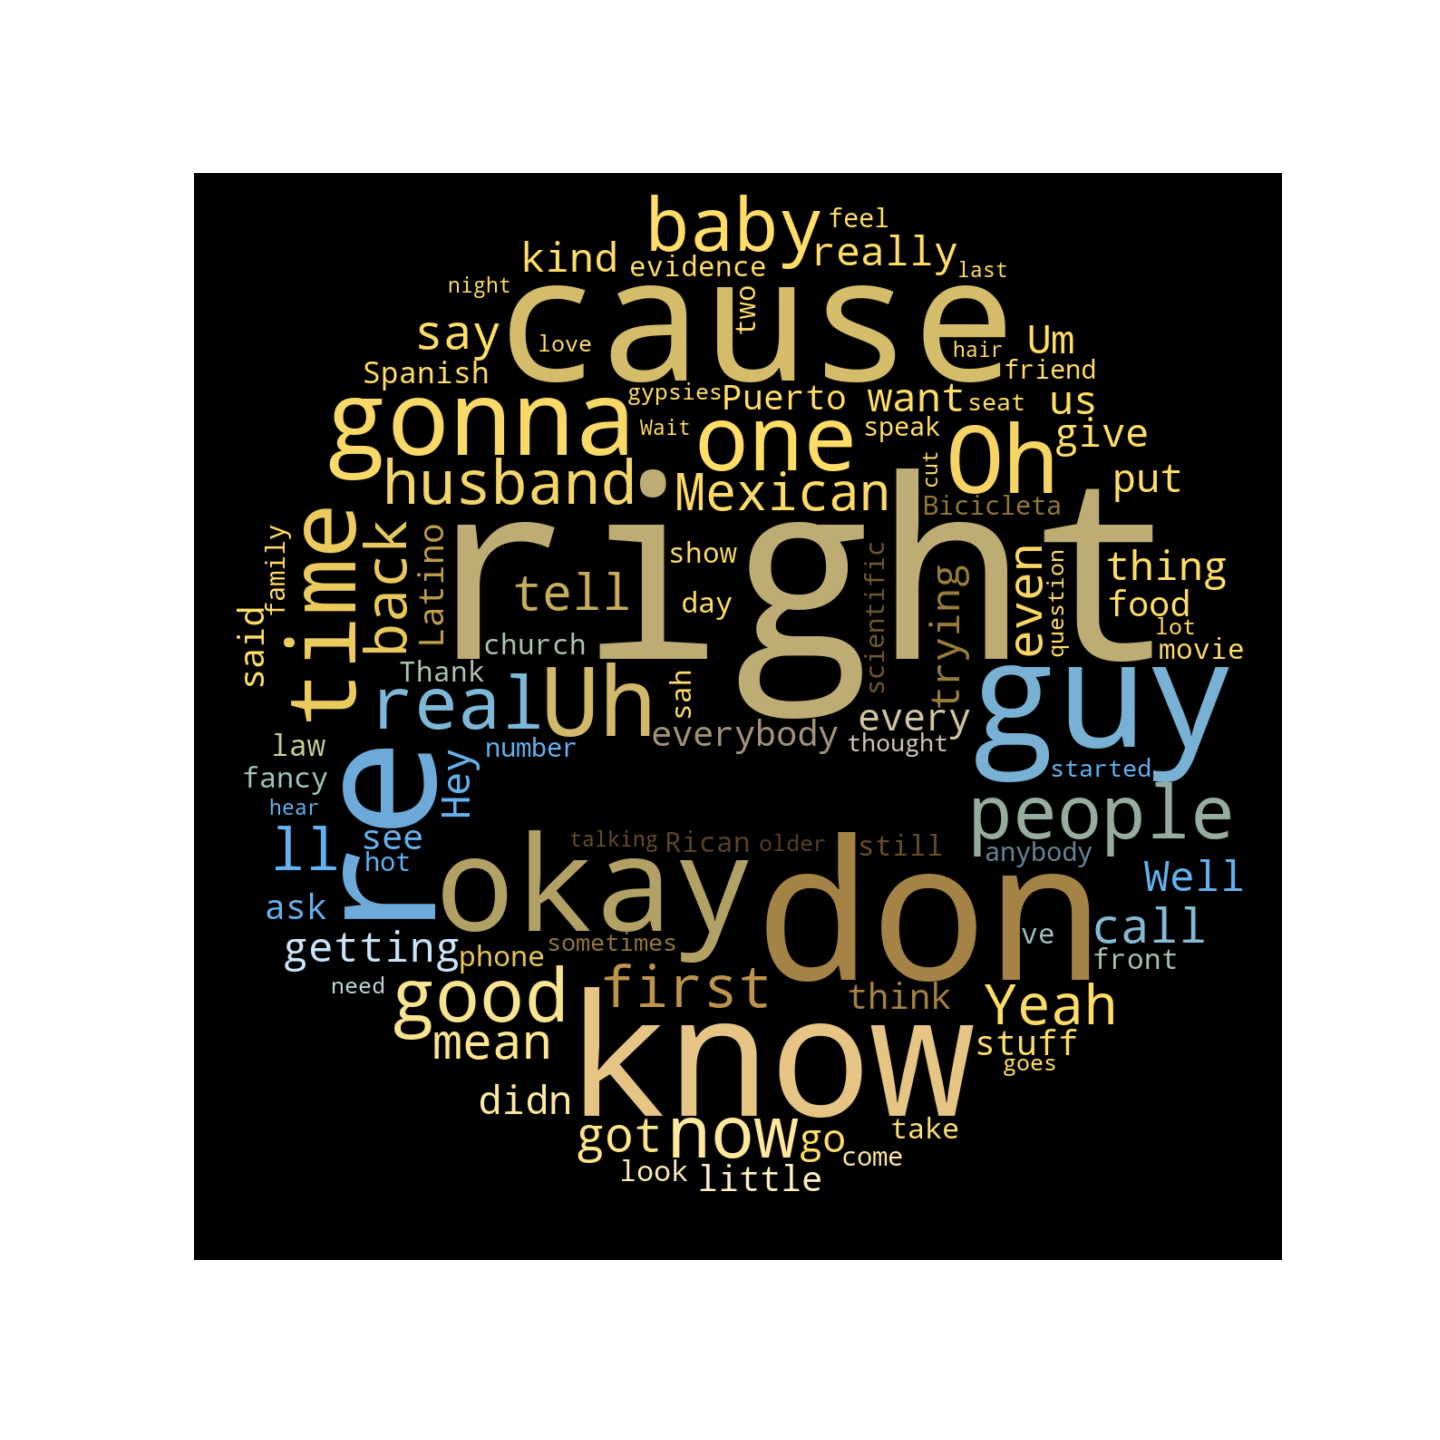 baby
feel
kind
really
evidence
last
night
cause
two
say
love
hair
Um
Spanish
friend
gonna
gypsies
Puerto
want
seat
us
Wait
one
speak
Oh
give
husband
Mexican
cut
put
Bicicleta
right
time
back
family
Latino
show
scientific
trying
even
question
thing
tell
day
food
said
lot
church
movie
Thank
real
Uh
sah
guy
everybody
every
thought
law
number
re
Hey
started
fancy
hear
people
ll
see
okay
talking
Rican
older
still
anybody
hot
don
Well
ask
call
getting
phone
sometimes
ve
front
need
good
first
think
Yeah
mean
know
stuff
goes
didn
got
now
go
take
come
look
little